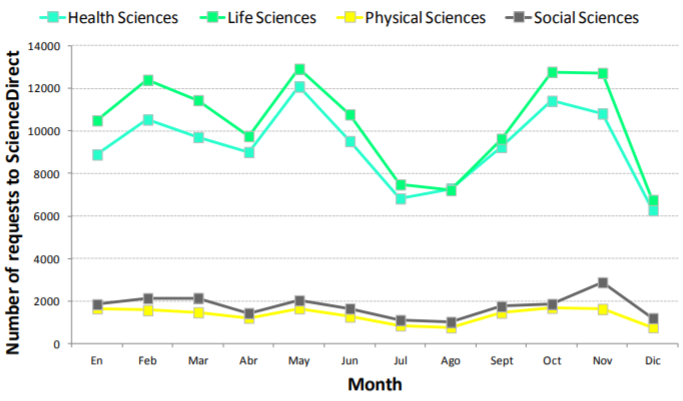 Health Sciences Life Sciences Physical Sciences Social Sciences
Number of requests to ScienceDirect
14000
12000
10000
8000
6000
4000
2000
0
En Feb Mar Abr May Jun Jul Ago Sept Oct Nov Dic
Month